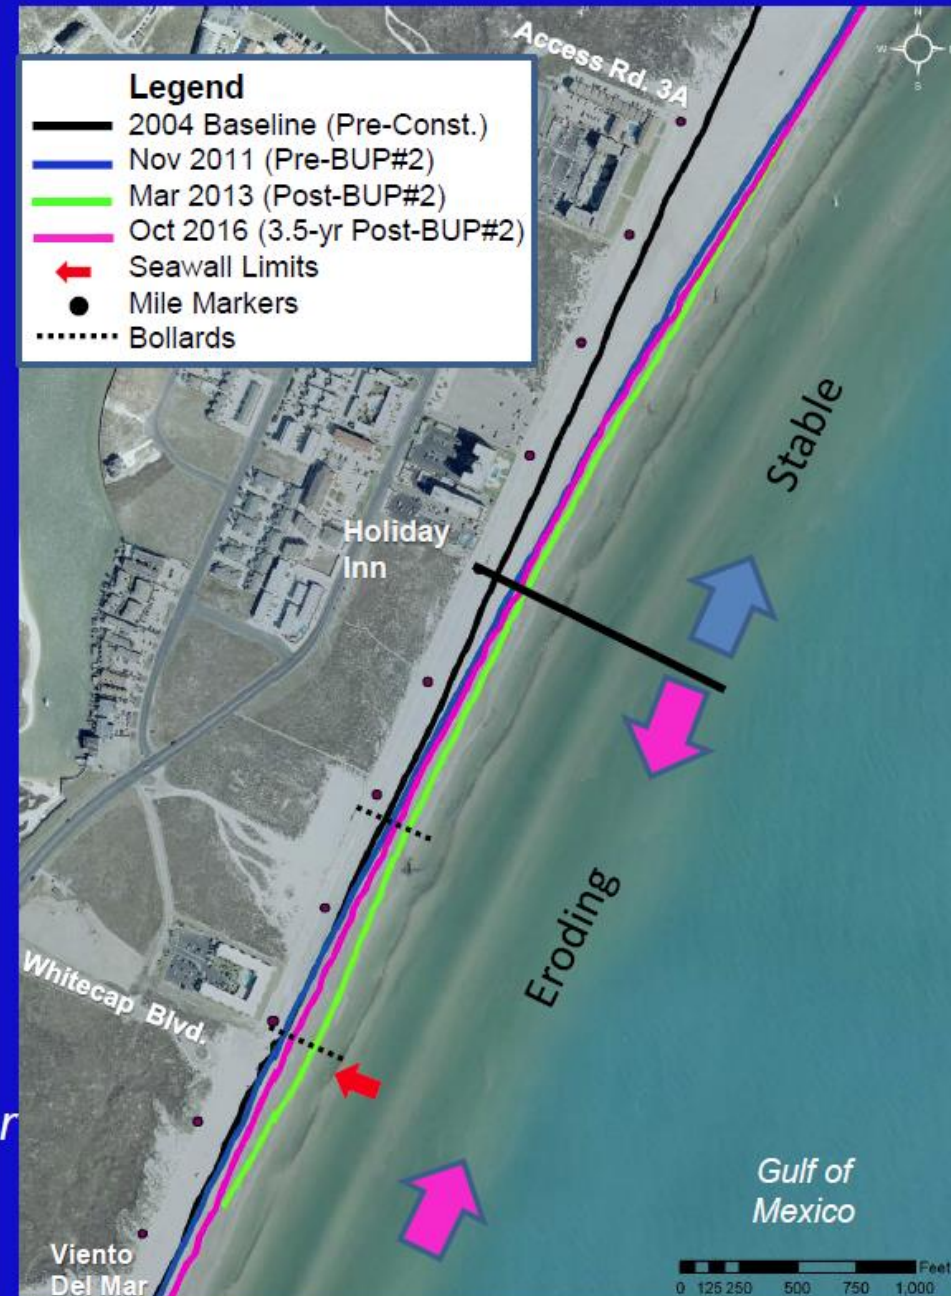 N
W
S
Access Rd. 3A
Legend
2004 Baseline (Pre-Const.)
Nov 2011 (Pre-BUP#2)
Mar 2013 (Post-BUP#2)
Oct 2016 (3.5-yr Post-BUP#2)
Seawall Limits
Mile Markers
Bollards
Stable
Holiday
Inn
Eroding
Whitecap Blvd.
r
Gulf of
Mexico
Viento
Del Mar
Feet
0 125 250 500 750 1,000